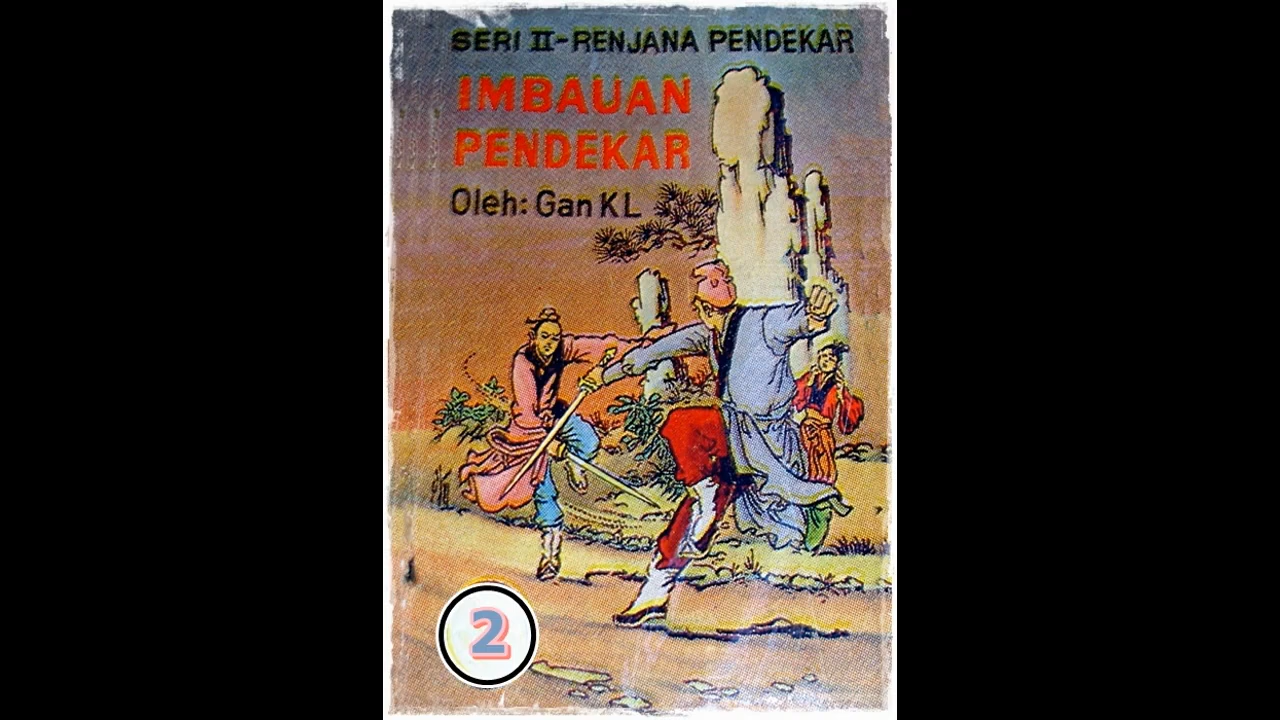 SERI II-RENJANA PENDEKAR
IMBAUAN
PENDEKAR
Oleh: Gan KL
2